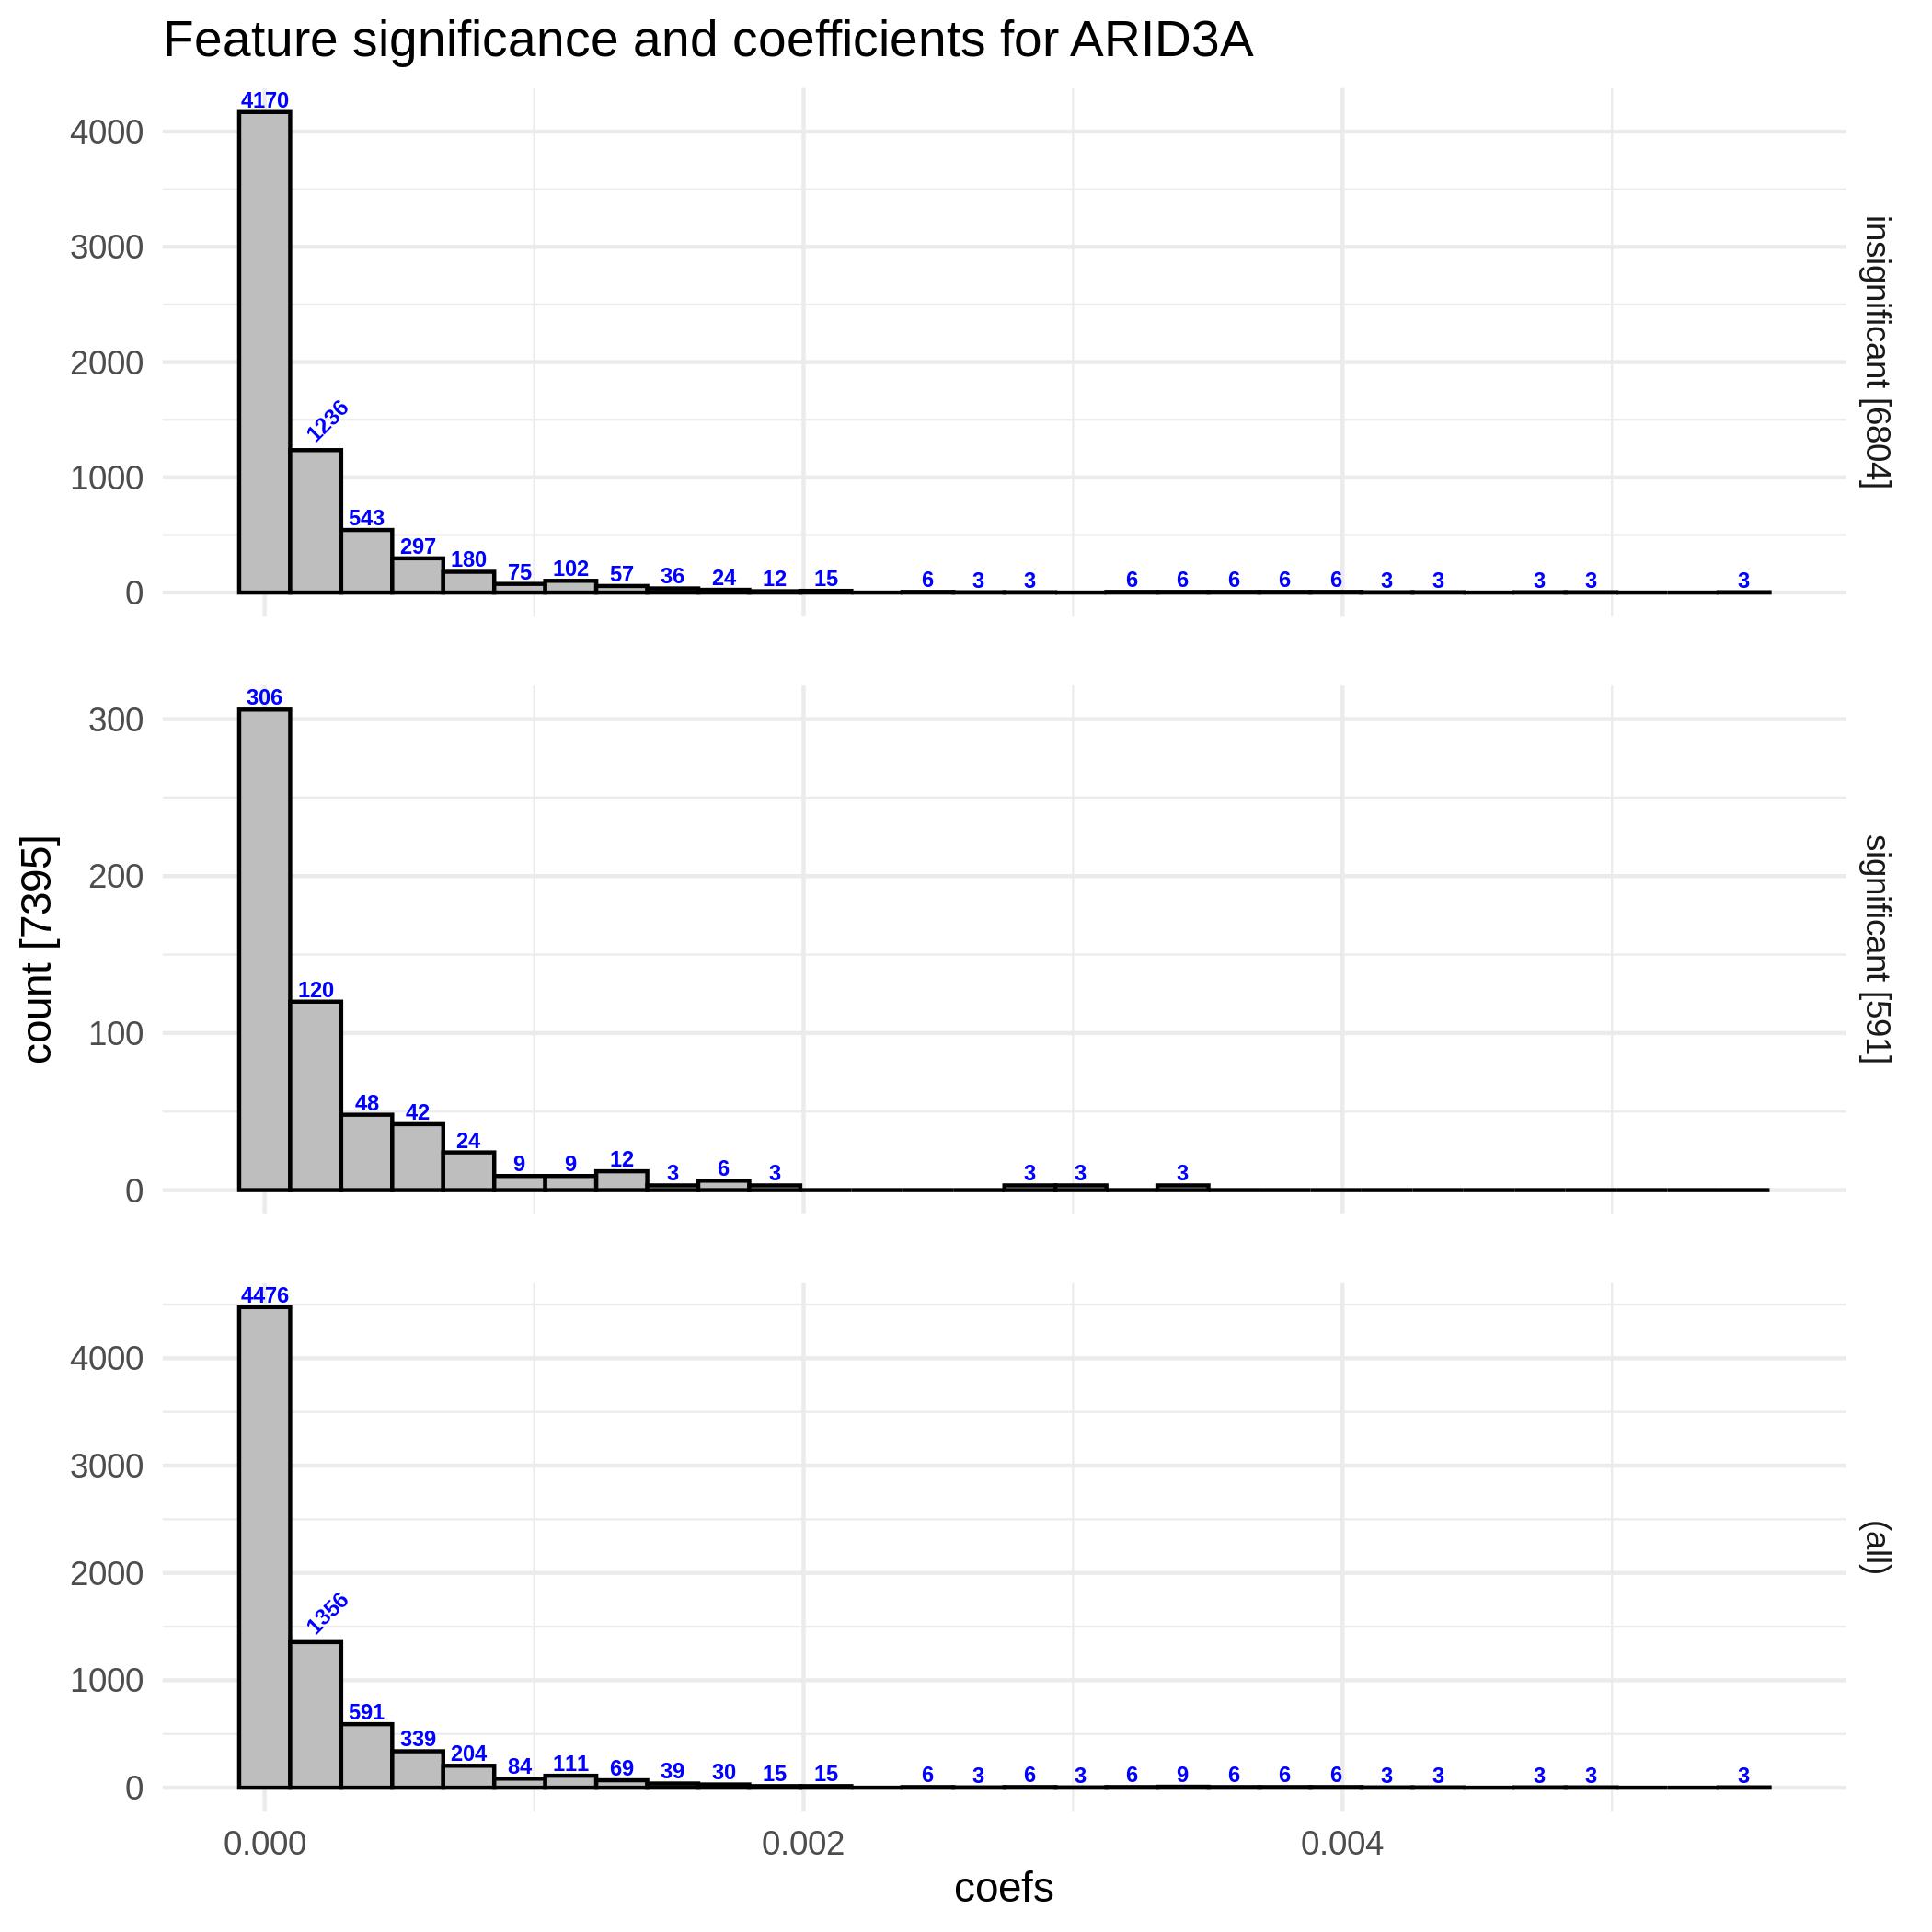 Feature significance and coefficients for ARID3A
4170
4000
3000
2000
1236
1000
543
297
180
75 102 57 36 24 12 15 6 3 3 6 6 6 6 6 3 3 3 3 3
0
insignificant [6804]
306
300
200
120
100
48 42
24
9 9 12 3 6 3 3 3 3
0
significant [591]
count [7395]
4476
4000
3000
2000
1356
1000
591
339
204
84 111 69 39 30 15 15 6 3 6 3 6 9 6 6 6 3 3 3 3 3
0
(all)
0.000 0.002 0.004
coefs